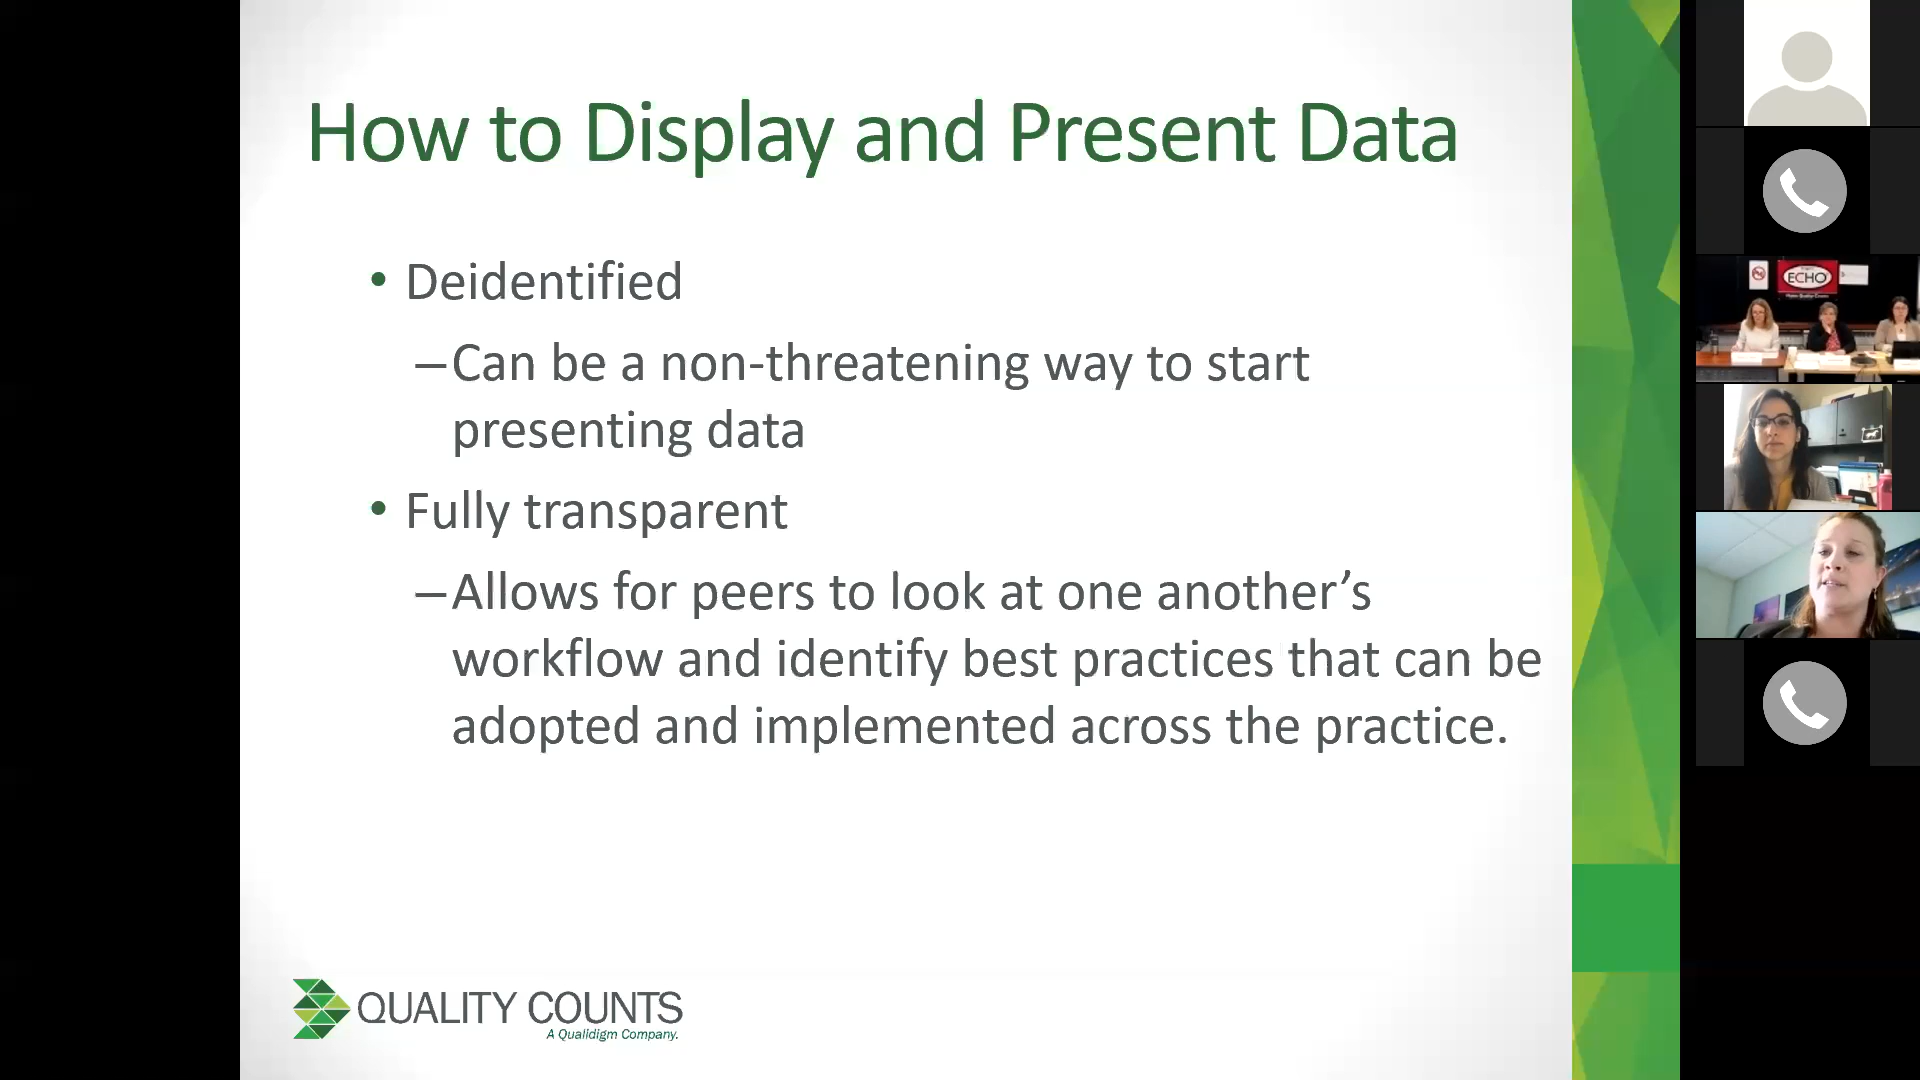 How to Display and Present Data
• Deidentified
–Can be a non-threatening way to start
presenting data
• Fully transparent
–Allows for peers to look at one another’s
workflow and identify best practices that can be
adopted and implemented across the practice.
QUALITY COUNTS
A Qualidigm Company.
ECHO